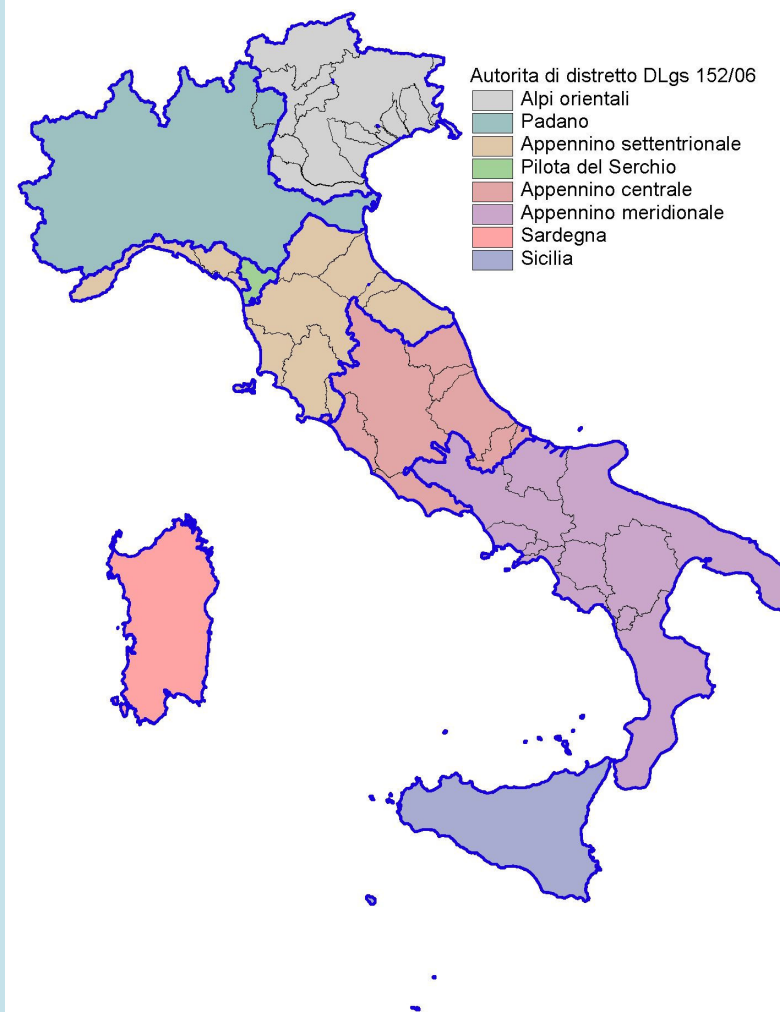 Autorita di distretto DLgs 152/06
Alpi orientali
Padano
Appennino settentrionale
Pilota del Serchio
Appennino centrale
Appennino meridionale
Sardegna
Sicilia